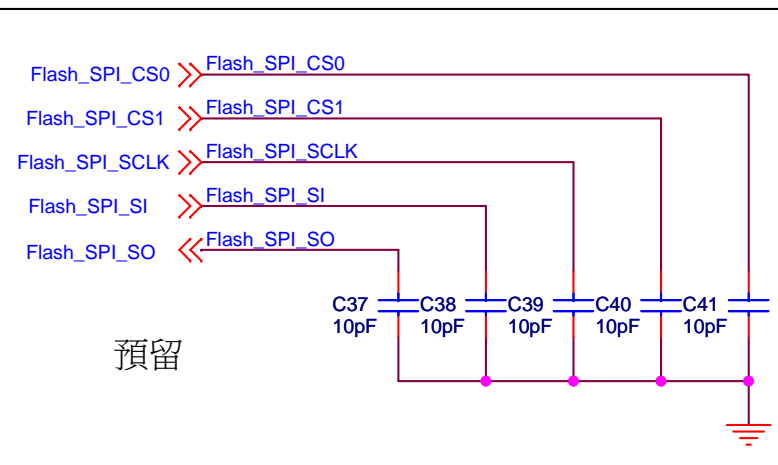 Flash_SPI_CS0 Flash_SPI_CS0
Flash_SPI_CS1 Flash_SPI_CS1
Flash_SPI_SCLK Flash_SPI_SCLK
Flash_SPI_SI Flash_SPI_SI
Flash_SPI_SO Flash_SPI_SO
C37 C38 C39 C40 C41
10pF 10pF 10pF 10pF 10pF
預留